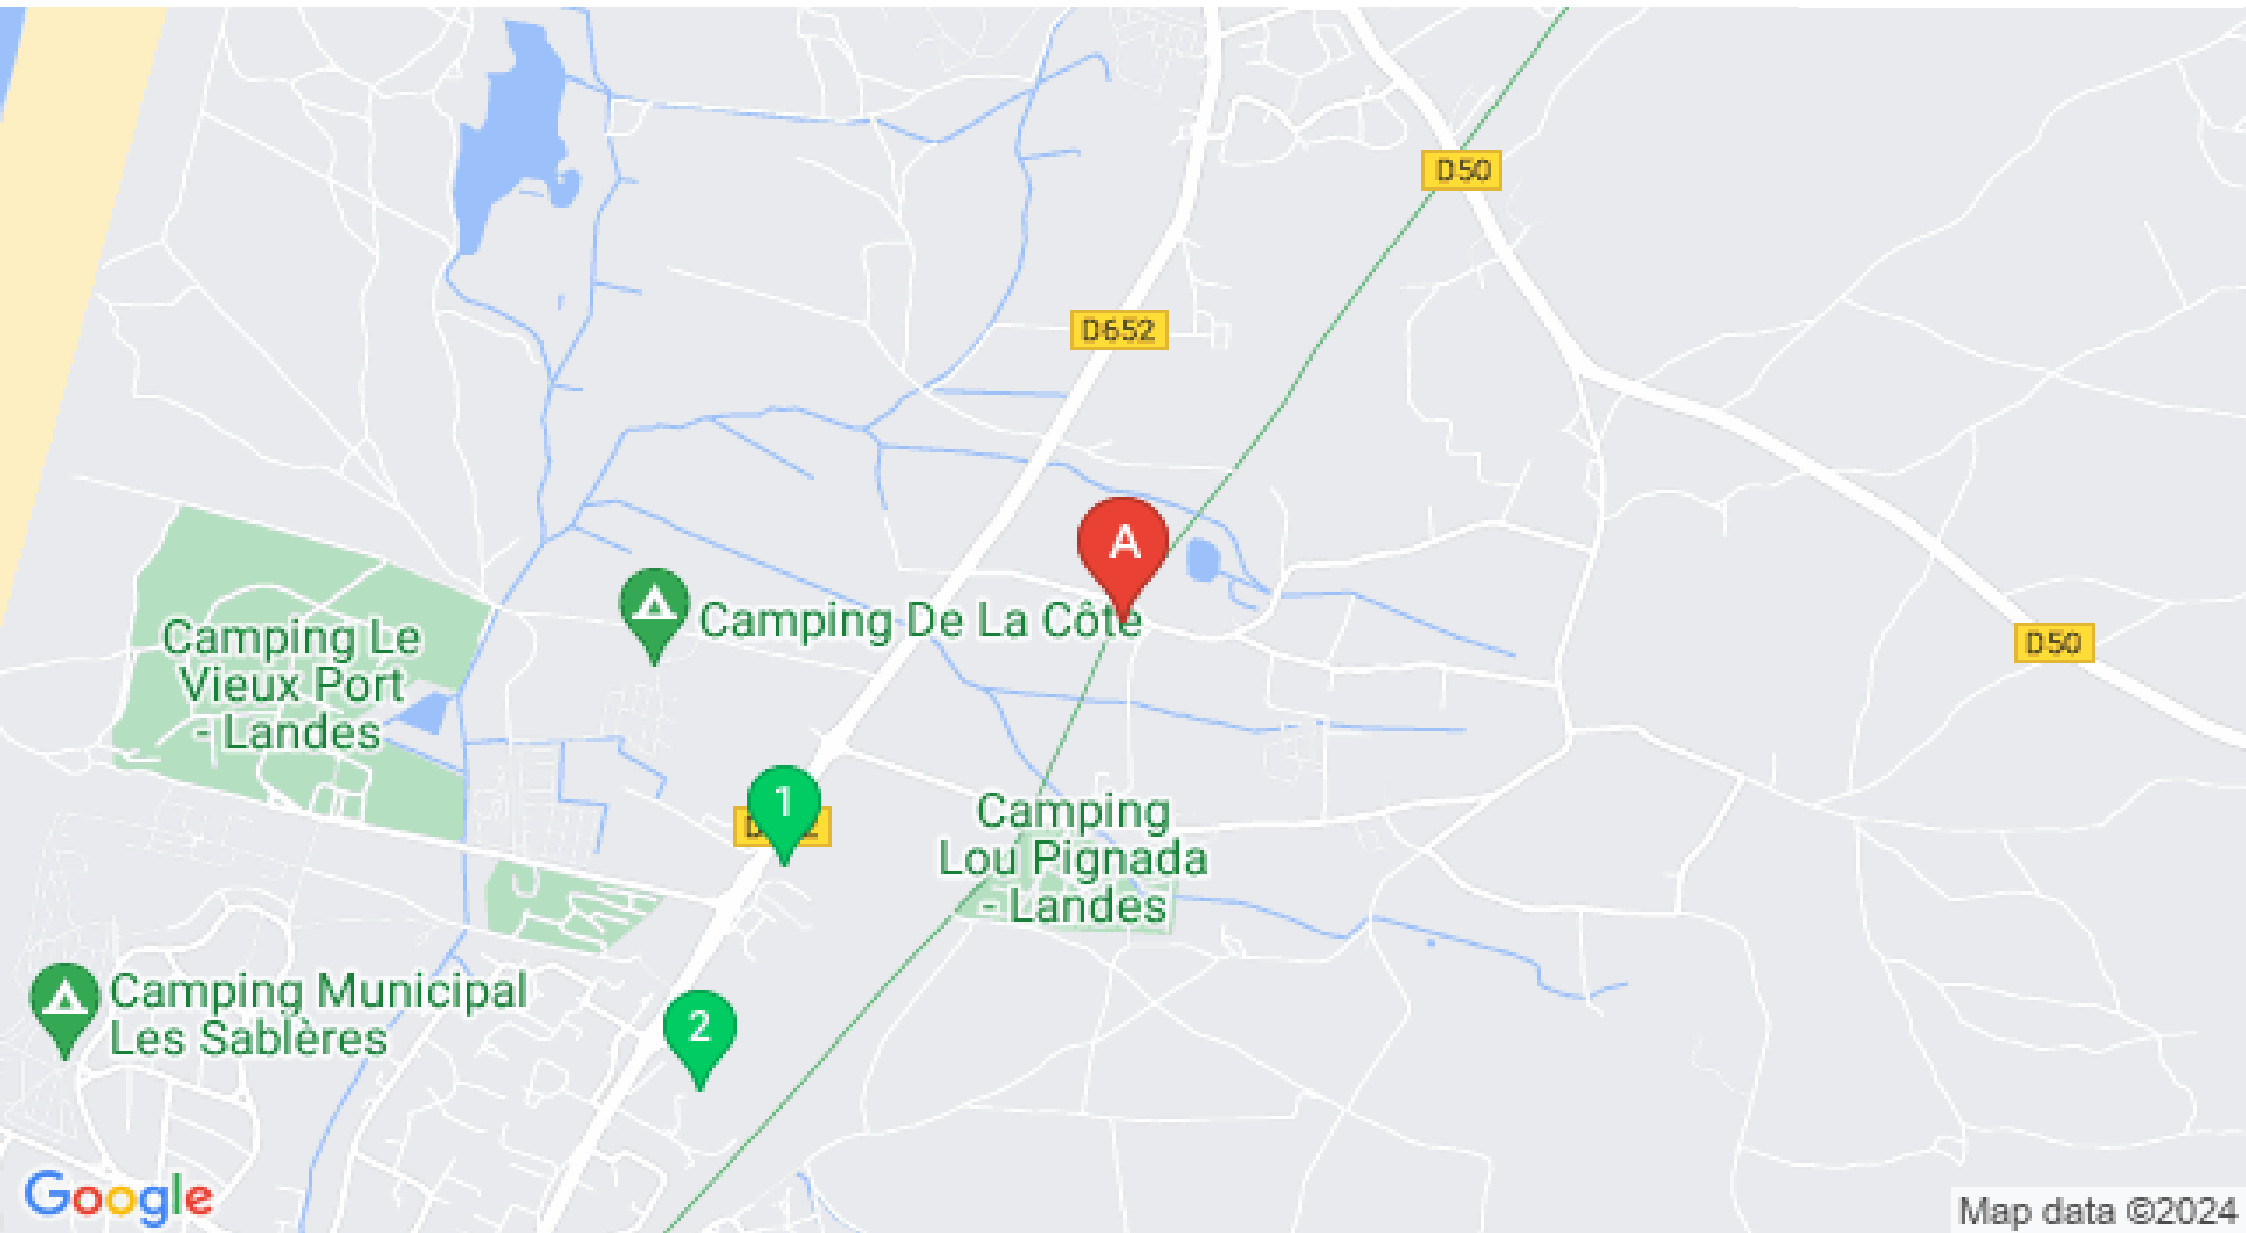 D50
D652
A
Camping De La Côte
Camping Le
Vieux Port
- Landes
D50
1
Camping
Lou Pignada
- Landes
Camping Municipal
Les Sablères
2
Google
Map data ©2024